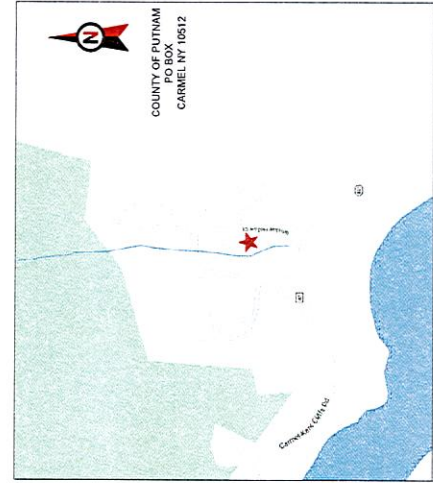 N
COUNTY OF PUTNAM
PO BOX
CARMEL NY 10512
Carmel-Kent Cliffs Rd